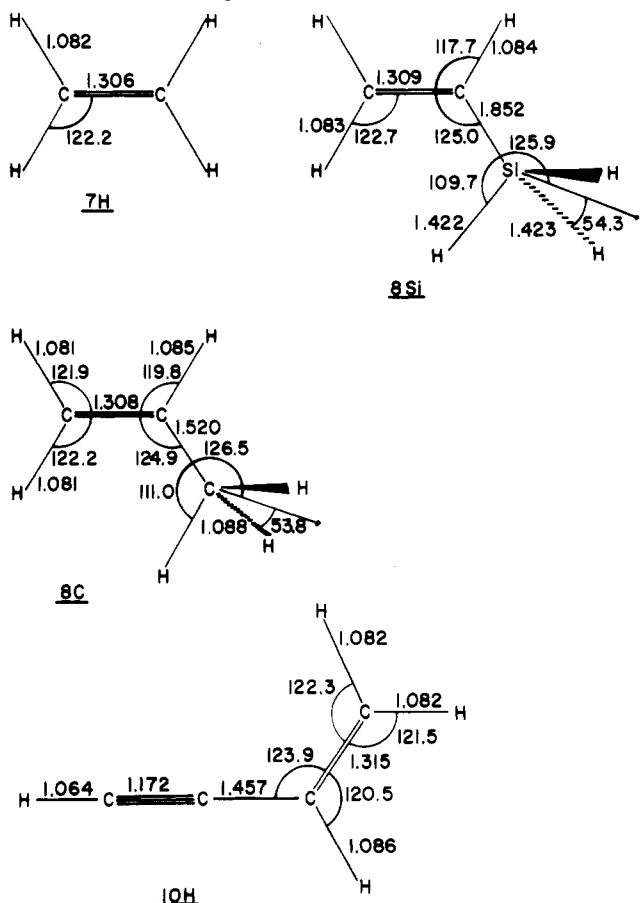 H H
1.082
1.306
C C
122.2
H H
7H
H
117.7 1.084
1.309
C C
1.852
1.083 122.7 125.0
125.9
H Si H
109.7
1.422 1.423 54.3
H H
8Si
H H
1.081 1.085
121.9 119.8
1.308
C C
1.520
122.2 124.9 126.5
H 1.081
111.0 C H
1.088 53.8
H
H
8C
H
1.082
122.3 1.082
C H
121.5
1.315
123.9
1.064 1.172 1.457 120.5
H C C C
1.086
H
10H